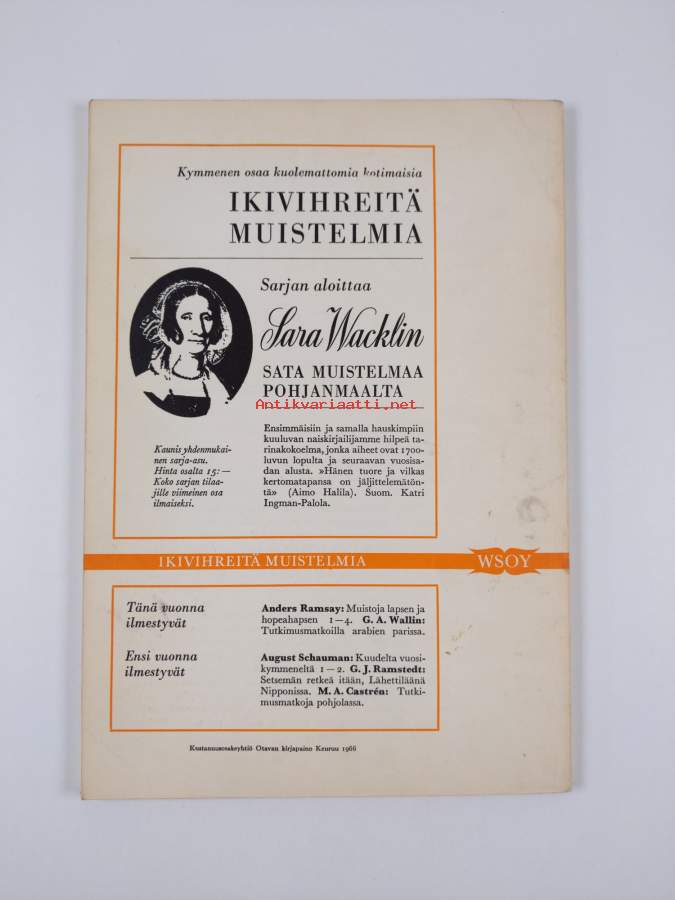 Kymmenen osaa kuolemattomia kotimaisia
IKIVIHREITÄ
MUISTELMIA
Sarjan aloittaa
Sara Wacklin
SATA MUISTELMAA
POHJANMAALTA
Antikvariaatti.net
Ensimmäisiin ja samalla hauskimpiin
kuuluvan naiskirjailijamme hilpeä ta-
rinakokoelma, jonka aiheet ovat 1700-
luvun lopulta ja seuraavan vuosisa-
dan alusta. »Hänen tuore ja vilkas
kertomatapansa on jäljittelemätön-
tä» (Aimo Halila). Suom. Katri
Ingman-Palola.
Kaunis yhdenmukai-
nen sarja-asu.
Hinta osalta 15:—
Koko sarjan tilaa-
jille viimeinen osa
ilmaiseksi.
IKIVIHREITÄ MUISTELMIA
WSOY
Tänä vuonna
ilmestyvät
Anders Ramsay: Muistoja lapsen ja
hopeahapsen 1—4. G. A. Wallin:
Tutkimusmatkoilla arabien parissa.
Ensi vuonna
ilmestyvät
August Schauman: Kuudelta vuosi-
kymmeneltä 1—2. G. J. Ramstedt:
Setsemän retkeä itään, Lähettiläänä
Nipponissa. M. A. Castrén: Tutki-
musmatkoja pohjolassa.
Kustannusosakeyhtiö Otavan kirjapaino Keuruu 1966